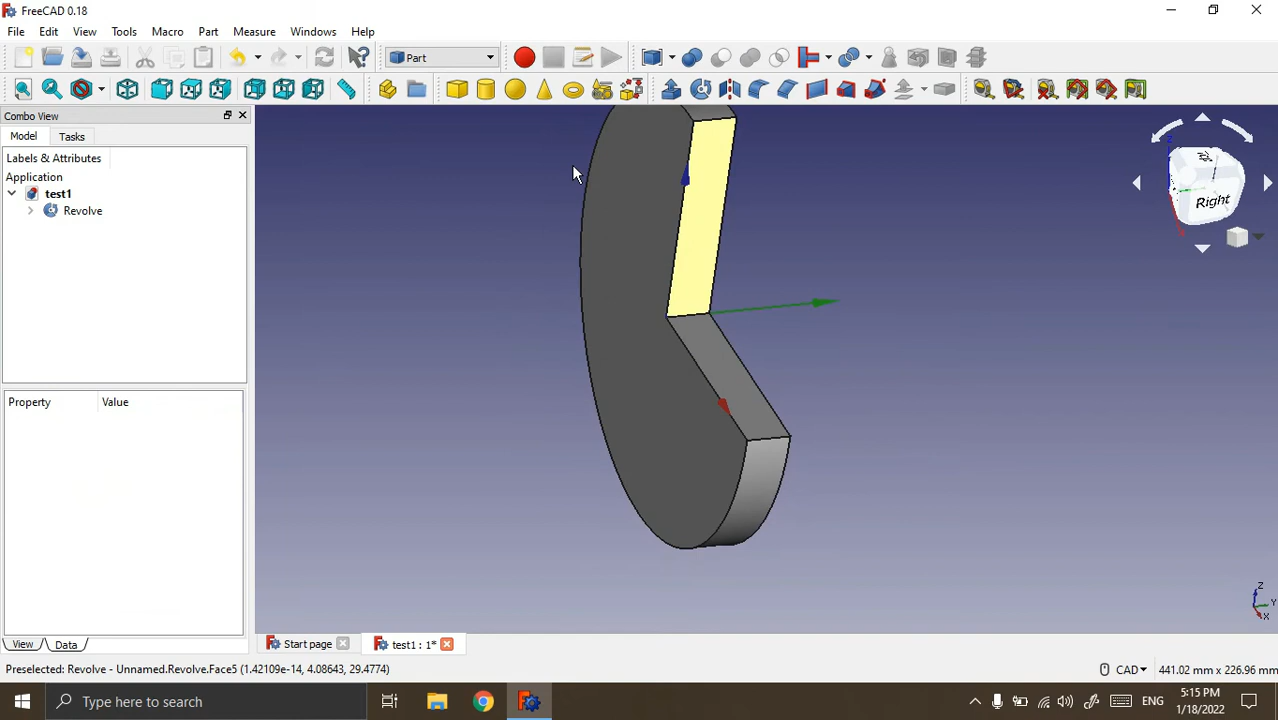 FreeCAD 0.18
File Edit View Tools Macro Part Measure Windows Help
Part
Combo View
Model Tasks
Labels & Attributes
Application
test1
Revolve
Property Value
View Data
Right
Z
Z
Y
X
Start page test1 : 1*
Preselected: Revolve - Unnamed.Revolve.Face5 (1.42109e-14, 4.08643, 29.4774)
CAD 441.02 mm x 226.96 mm
Type here to search
ENG
5:15 PM
1/18/2022